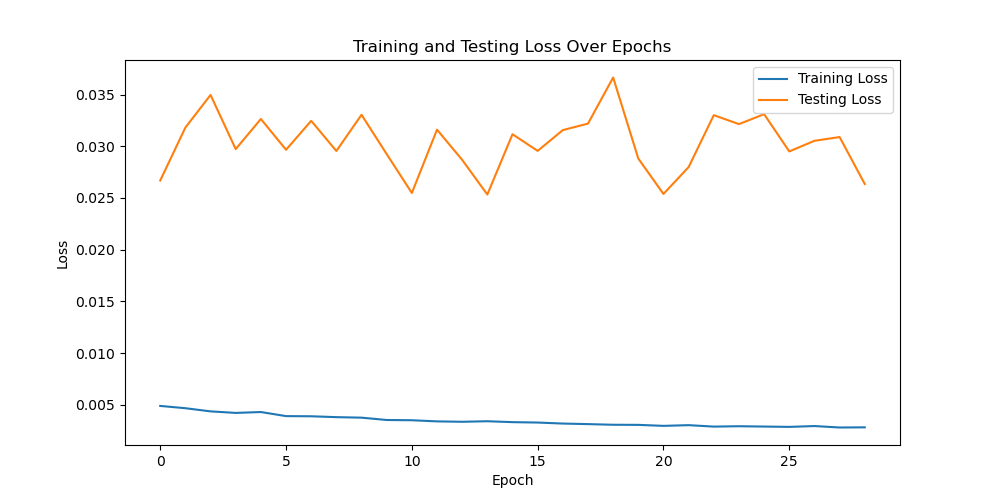 Training and Testing Loss Over Epochs
Training Loss
Testing Loss
0.035
0.030
0.025
0.020
0.015
0.010
0.005
Loss
0 5 10 15 20 25
Epoch